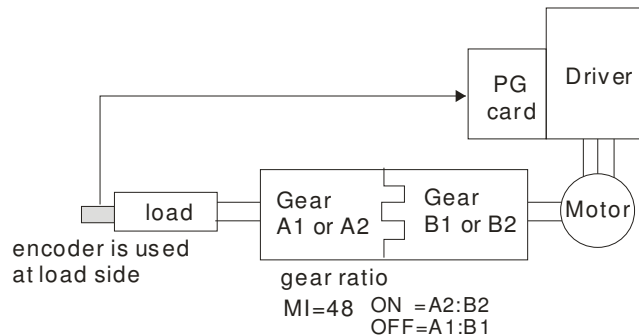 PG
card
Driver
Gear
A1 or A2
Gear
B1 or B2
load
Motor
encoder is used
at load side
gear ratio
MI=48 ON =A2:B2
OFF=A1:B1